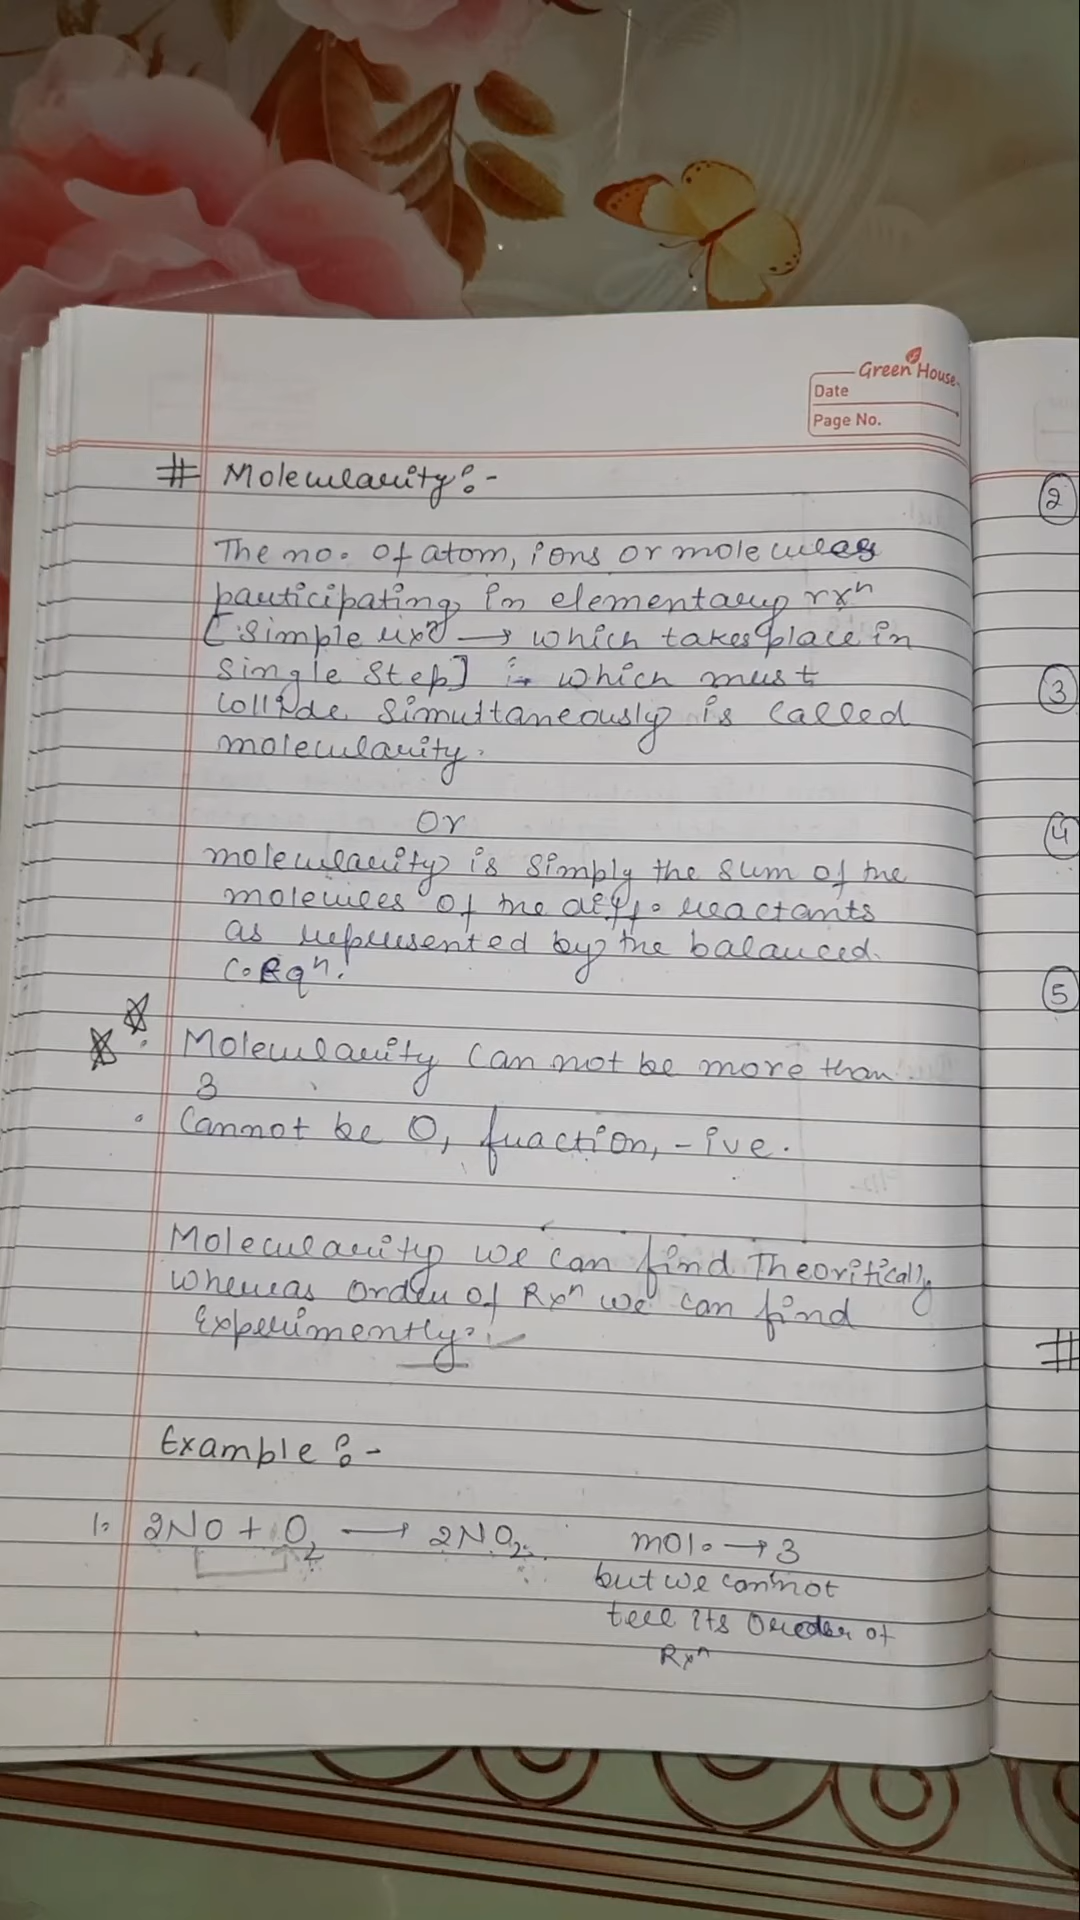 Green House
Date
Page No.
# Molecularity :-
The no. of atom, ions or molecules
participating in elementary rxn
[simple rxn → which takes place in
single step] which must
collide simulltaneously is called
molecularity.
Or
molecularity is simply the sum of the
molecules of the diff. reactants
as represented by the balanced
C. Eqn.
Molecularity can not be more than
3
Cannot be 0, fraction, -ive.
Molecularity we can find Theoritically
whereas order of Rxn we can find
Experimently.
Example :-
1. 2NO + O2 → 2NO2. mol. → 3
but we cannot
tell its Oreder of
Rxn
2
3
4
5
#